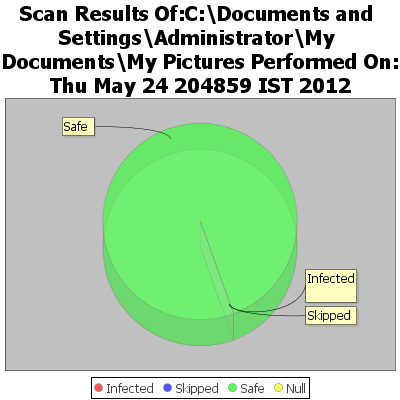 Scan Results Of:C:\Documents and
Settings\Administrator\My
Documents\My Pictures Performed On:
Thu May 24 204859 IST 2012
Safe
Infected
Skipped
Infected Skipped Safe Null